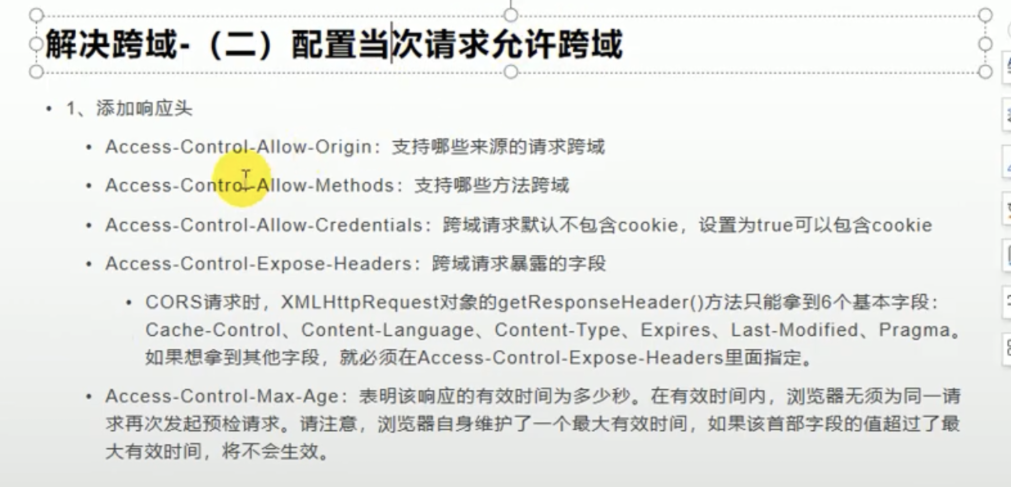 解决跨域-（二）配置当次请求允许跨域
• 1、添加响应头
• Access-Control-Allow-Origin：支持哪些来源的请求跨域
• Access-Control-Allow-Methods：支持哪些方法跨域
• Access-Control-Allow-Credentials：跨域请求默认不包含cookie，设置为true可以包含cookie
• Access-Control-Expose-Headers：跨域请求暴露的字段
• CORS请求时，XMLHttpRequest对象的getResponseHeader()方法只能拿到6个基本字段：
Cache-Control、Content-Language、Content-Type、Expires、Last-Modified、Pragma。
如果想拿到其他字段，就必须在Access-Control-Expose-Headers里面指定。
• Access-Control-Max-Age：表明该响应的有效时间为多少秒。在有效时间内，浏览器无须为同一请
求再次发起预检请求。请注意，浏览器自身维护了一个最大有效时间，如果该首部字段的值超过了最
大有效时间，将不会生效。